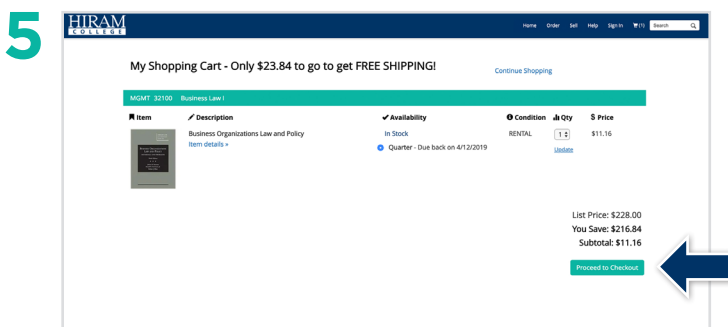 5
HIRAM
COLLEGE
Home Order Sell Help Sign In (1) Search
My Shopping Cart - Only $23.84 to go to get FREE SHIPPING!
Continue Shopping
MGMT 32100 Business Law I
Item Description Availability Condition Qty $ Price
Business Organizations Law and Policy In Stock RENTAL 1 $11.16
Item details »
Quarter - Due back on 4/12/2019
Update
List Price: $228.00
You Save: $216.84
Subtotal: $11.16
Proceed to Checkout